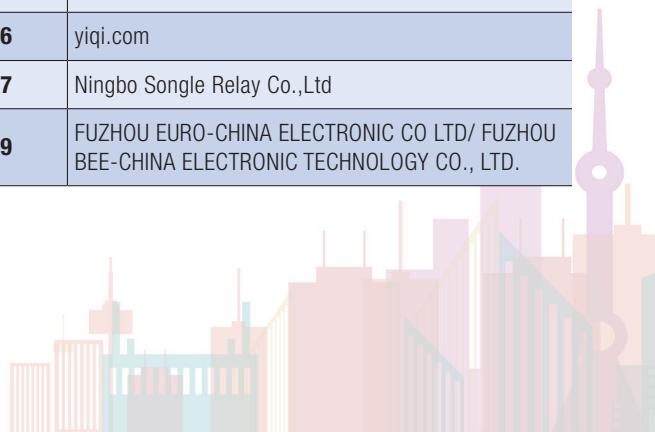 6 yiqi.com
7 Ningbo Songle Relay Co.,Ltd
9 FUZHOU EURO-CHINA ELECTRONIC CO LTD/ FUZHOU
BEE-CHINA ELECTRONIC TECHNOLOGY CO., LTD.